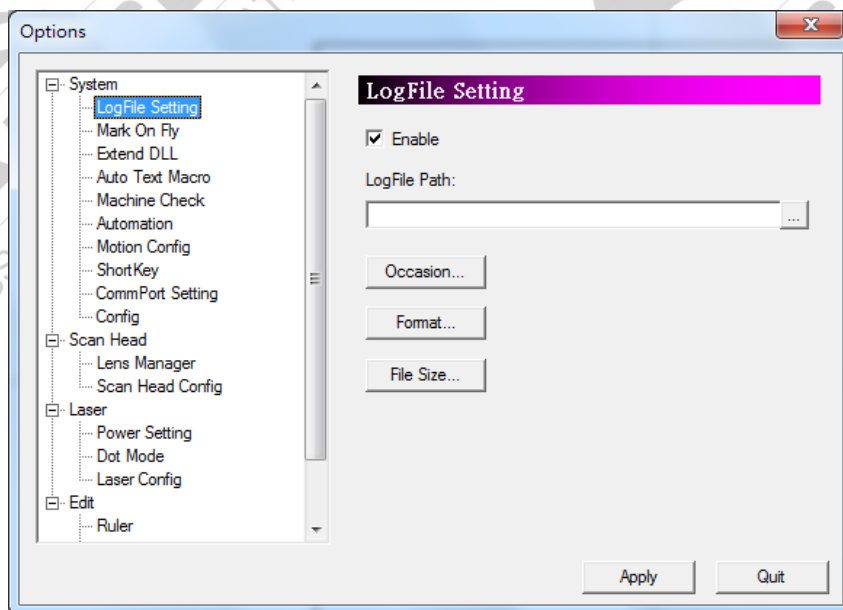 Options
System
LogFile Setting
Mark On Fly
Extend DLL
Auto Text Macro
Machine Check
Automation
Motion Config
ShortKey
CommPort Setting
Config
Scan Head
Lens Manager
Scan Head Config
Laser
Power Setting
Dot Mode
Laser Config
Edit
Ruler
LogFile Setting
Enable
LogFile Path:
...
Occasion...
Format...
File Size...
Apply
Quit